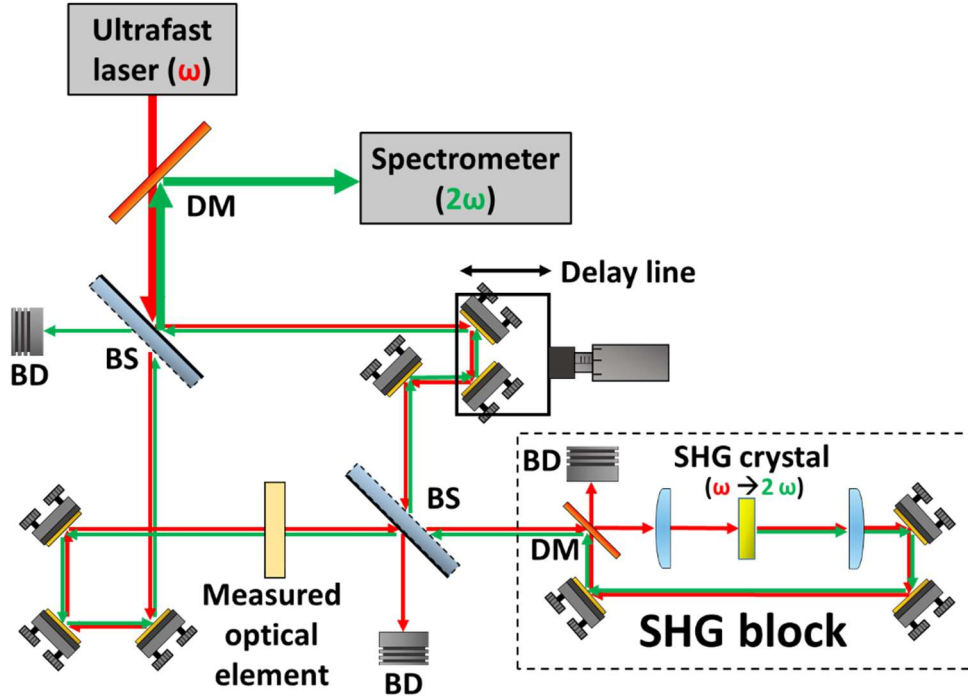 Ultrafast
laser (ω)
DM
Spectrometer
(2ω)
Delay line
BD
BS
BS
Measured
optical
element
BD
BD
SHG crystal
(ω → 2 ω)
DM
SHG block